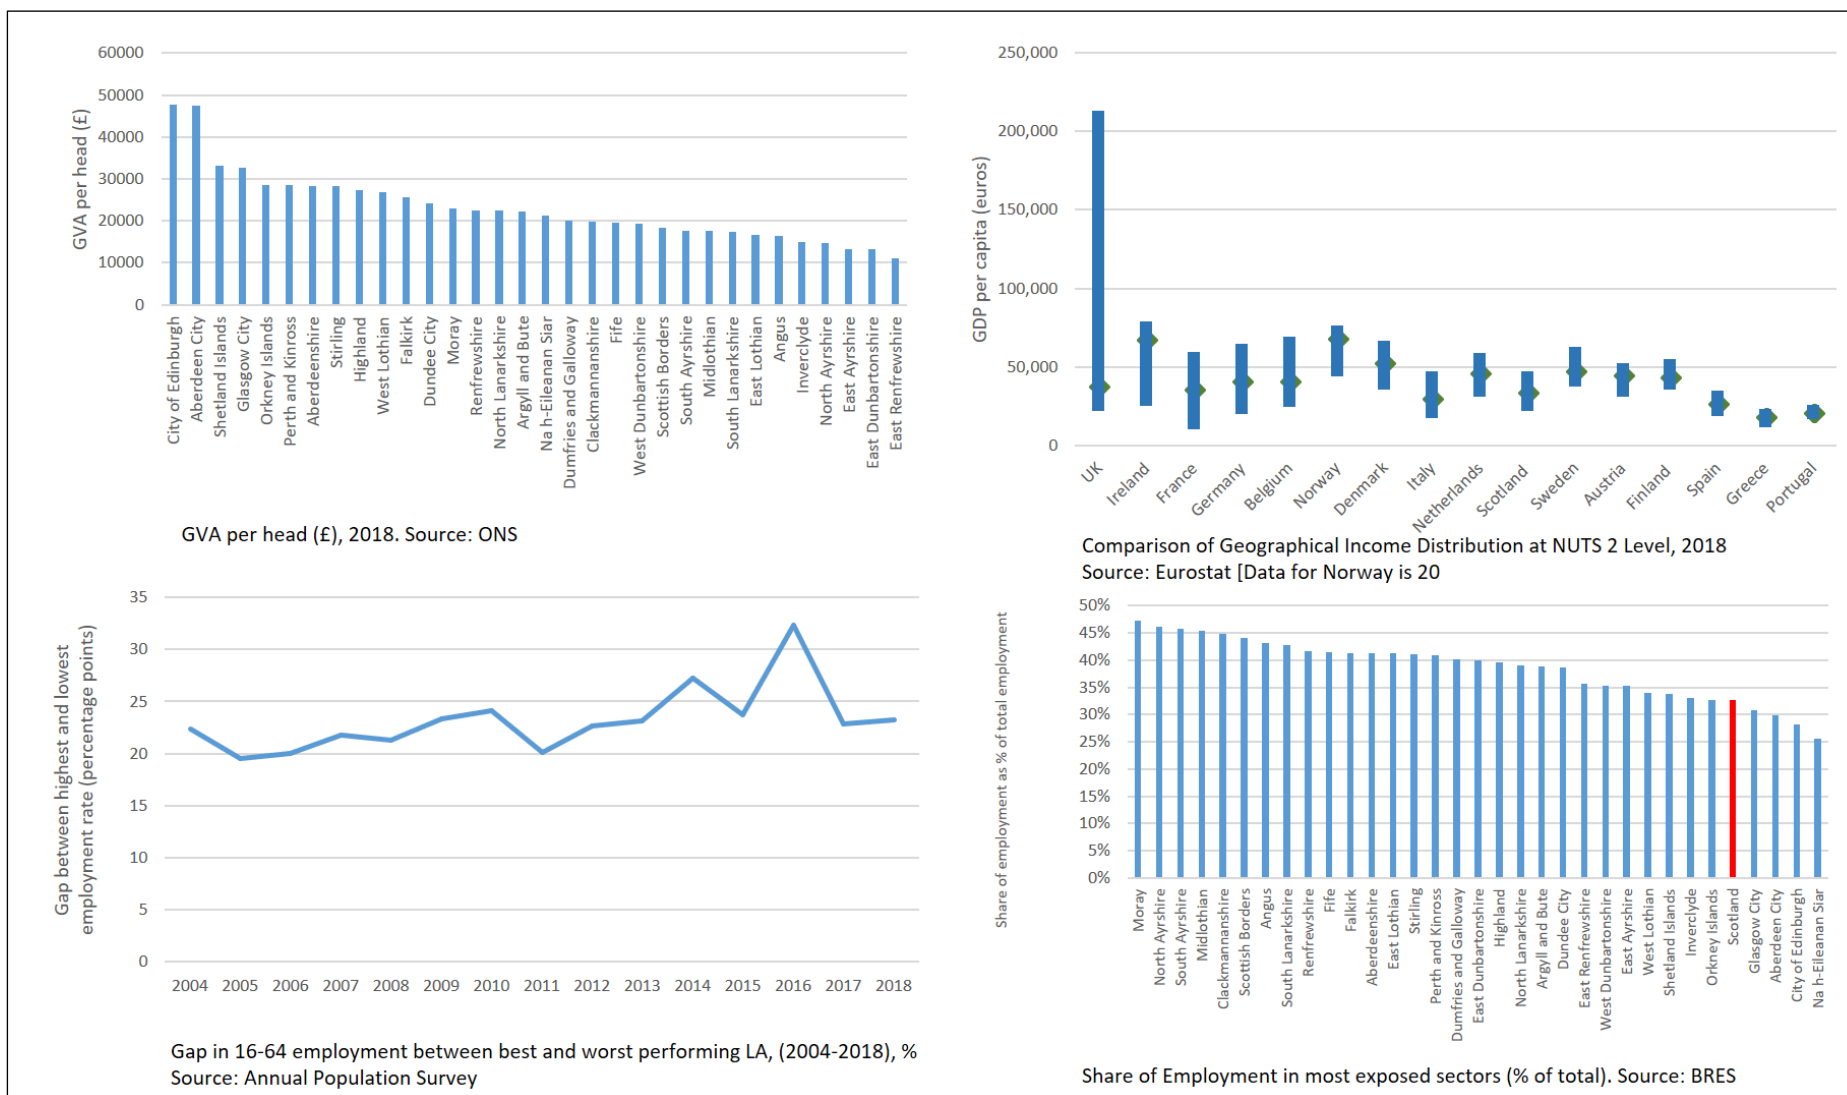 60000
50000
40000
30000
20000
10000
0
GVA per head (£)
City of Edinburgh
Aberdeen City
Shetland Islands
Glasgow City
Orkney Islands
Perth and Kinross
Aberdeenshire
Stirling
Highland
West Lothian
Falkirk
Dundee City
Moray
Renfrewshire
North Lanarkshire
Argyll and Bute
Na h-Eileanan Siar
Dumfries and Galloway
Clackmannanshire
Fife
West Dunbartonshire
Scottish Borders
South Ayrshire
Midlothian
South Lanarkshire
East Lothian
Angus
Inverclyde
North Ayrshire
East Ayrshire
East Dunbartonshire
East Renfrewshire
GVA per head (£), 2018. Source: ONS
250,000
200,000
150,000
100,000
50,000
0
GDP per capita (euros)
UK
Ireland
France
Germany
Belgium
Norway
Denmark
Italy
Netherlands
Scotland
Sweden
Austria
Finland
Spain
Greece
Portugal
Comparison of Geographical Income Distribution at NUTS 2 Level, 2018
Source: Eurostat [Data for Norway is 20
35
30
25
20
15
10
5
0
Gap between highest and lowest
employment rate (percentage points)
2004 2005 2006 2007 2008 2009 2010 2011 2012 2013 2014 2015 2016 2017 2018
Gap in 16-64 employment between best and worst performing LA, (2004-2018), %
Source: Annual Population Survey
50%
45%
40%
35%
30%
25%
20%
15%
10%
5%
0%
Share of employment as % of total employment
Moray
North Ayrshire
South Ayrshire
Midlothian
Clackmannanshire
Scottish Borders
Angus
South Lanarkshire
Renfrewshire
Fife
Falkirk
Aberdeenshire
East Lothian
Stirling
Perth and Kinross
Dumfries and Galloway
East Dunbartonshire
Highland
North Lanarkshire
Argyll and Bute
Dundee City
East Renfrewshire
West Dunbartonshire
East Ayrshire
West Lothian
Shetland Islands
Inverclyde
Orkney Islands
Scotland
Glasgow City
Aberdeen City
City of Edinburgh
Na h-Eileanan Siar
Share of Employment in most exposed sectors (% of total). Source: BRES